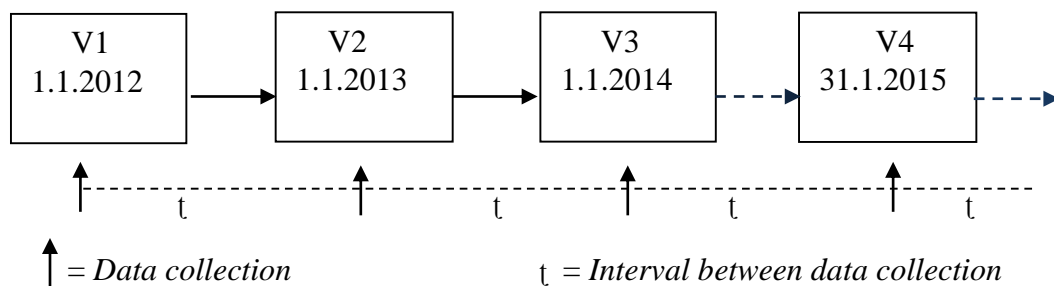 V1
1.1.2012
V2
1.1.2013
V3
1.1.2014
V4
31.1.2015
ƭ ƭ ƭ ƭ
= Data collection
ƭ = Interval between data collection